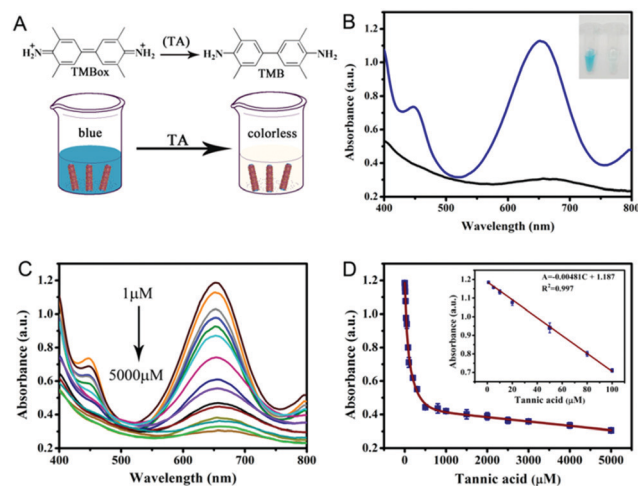 A
H₂N
NH₂
(TA)
H₂N
NH₂
TMBox
TMB
blue
TA
colorless
B
Absorbance (a.u.)
1.2
1.0
0.8
0.6
0.4
0.2
400 500 600 700 800
Wavelength (nm)
C
Absorbance (a.u.)
1.2
1.0
0.8
0.6
0.4
0.2
1μM
5000μM
400 500 600 700 800
Wavelength (nm)
D
Absorbance (a.u.)
1.2
1.0
0.8
0.6
0.4
0.2
0 1000 2000 3000 4000 5000
Tannic acid (μM)
A=-0.00481C + 1.187
R²=0.997
Absorbance (a.u.)
1.2
1.1
1.0
0.9
0.8
0.7
0 20 40 60 80 100
Tannic acid (μM)